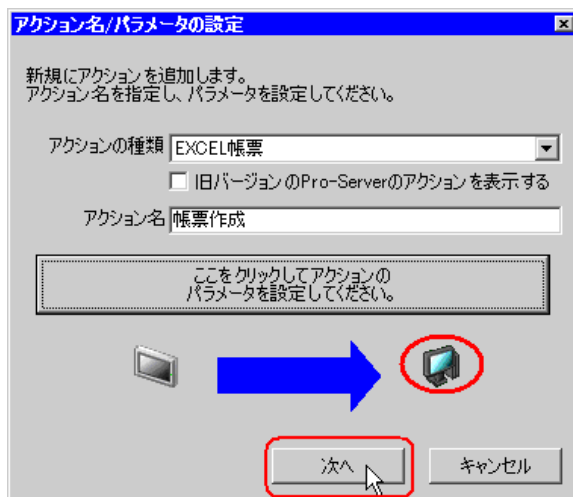 アクション名/パラメータの設定
新規にアクションを追加します。
アクション名を指定し、パラメータを設定してください。
アクションの種類 EXCEL帳票
旧バージョンのPro-Serverのアクションを表示する
アクション名 帳票作成
ここをクリックしてアクションの
パラメータを設定してください。
次へ キャンセル